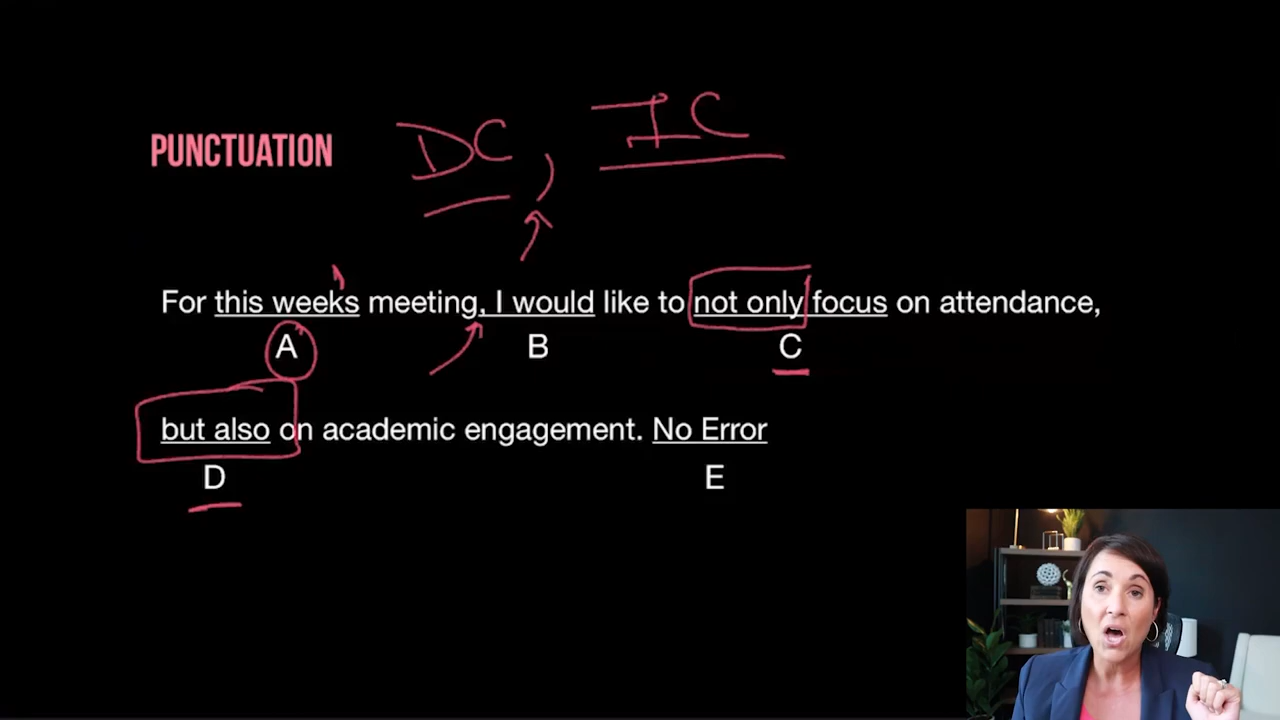 PUNCTUATION DC, IC
For this weeks meeting, I would like to not only focus on attendance,
A B C
but also on academic engagement. No Error
D E